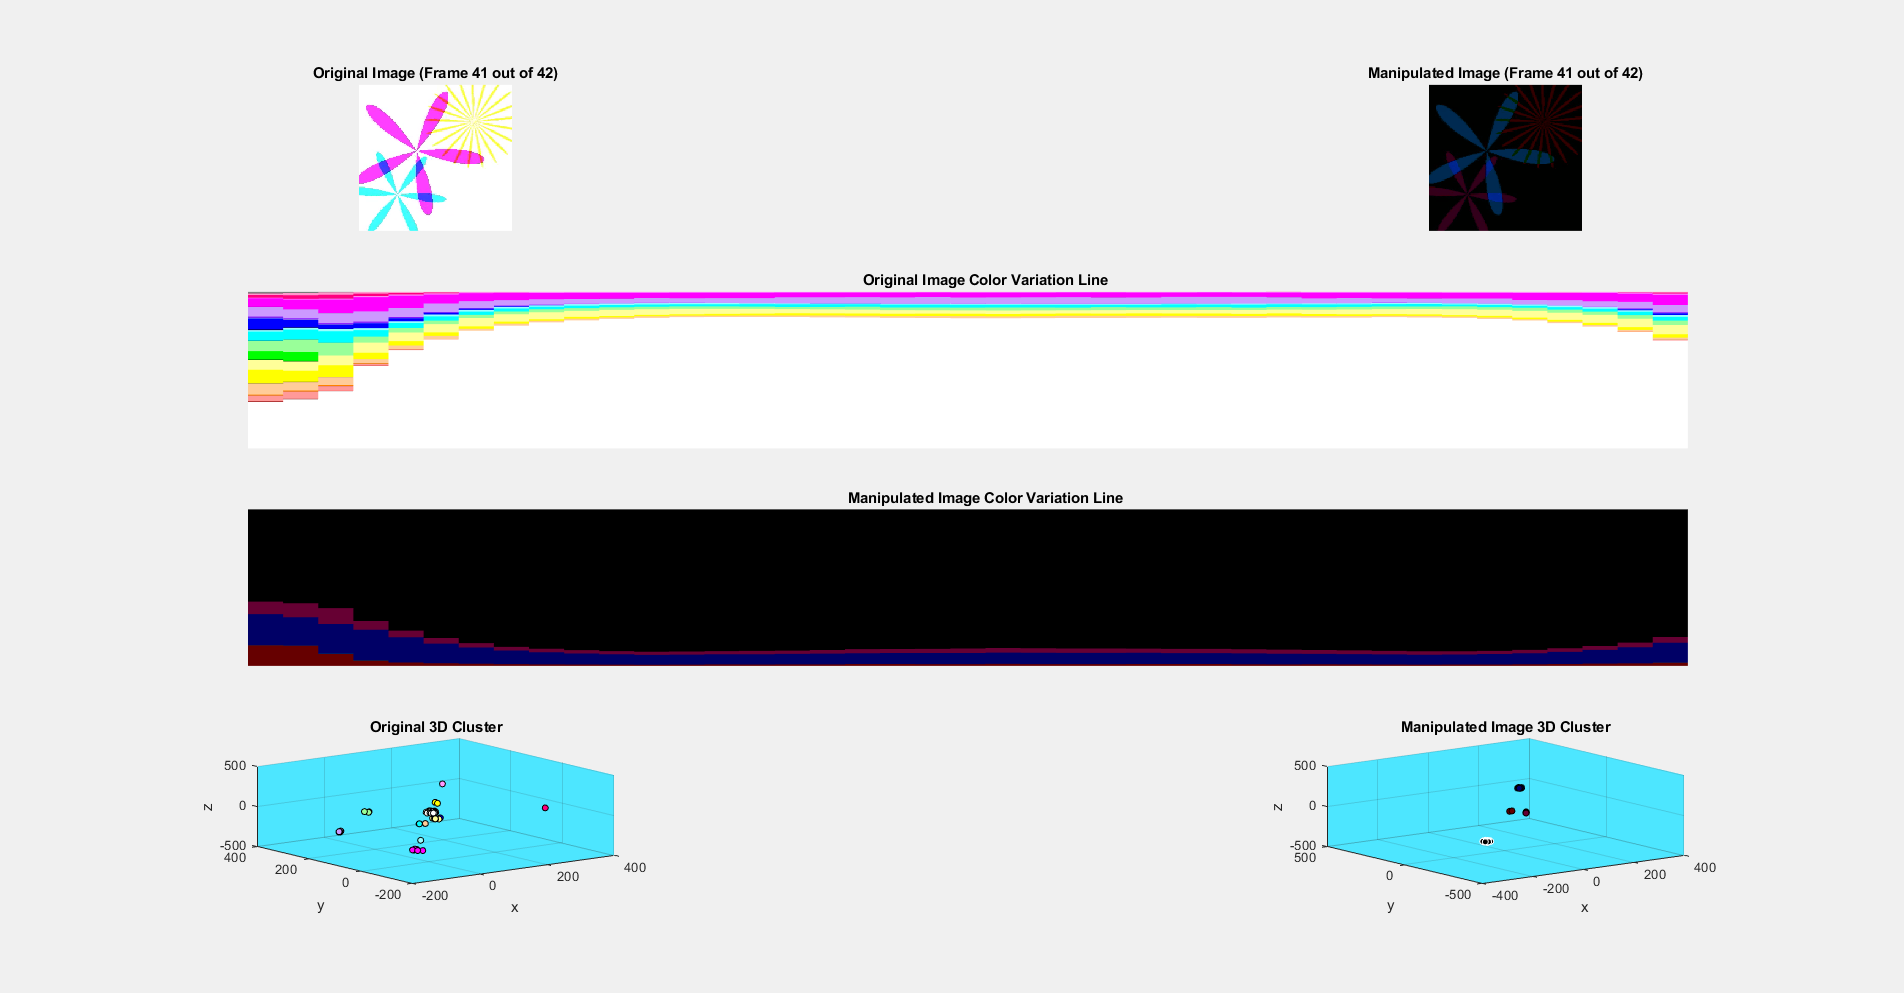 Original Image (Frame 41 out of 42)
Manipulated Image (Frame 41 out of 42)
Original Image Color Variation Line
Manipulated Image Color Variation Line
Original 3D Cluster
500
0
-500
z
400
200
0
-200
y
-200
0
200
400
x
Manipulated Image 3D Cluster
500
0
-500
z
500
0
-500
y
-400
-200
0
200
400
x